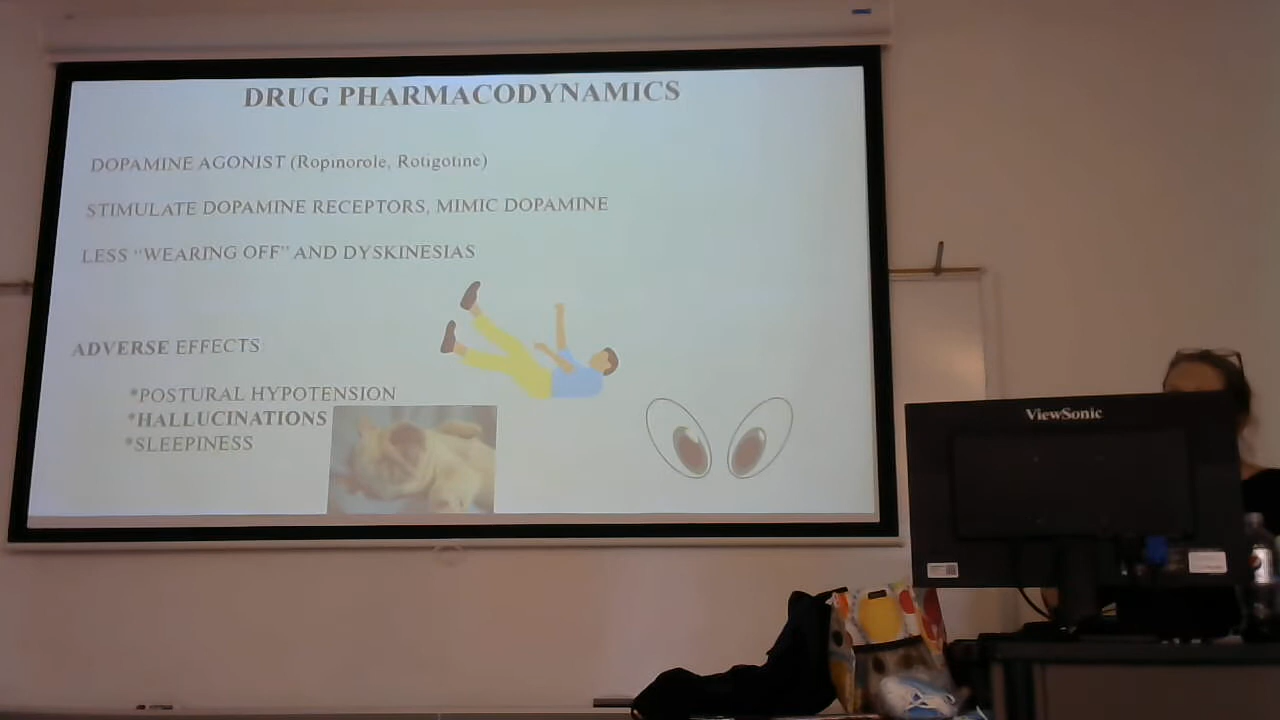 DRUG PHARMACODYNAMICS
DOPAMINE AGONIST (Ropinorole, Rotigotine)
STIMULATE DOPAMINE RECEPTORS, MIMIC DOPAMINE
LESS "WEARING OFF" AND DYSKINESIAS
ADVERSE EFFECTS
*POSTURAL HYPOTENSION
*HALLUCINATIONS
*SLEEPINESS
ViewSonic